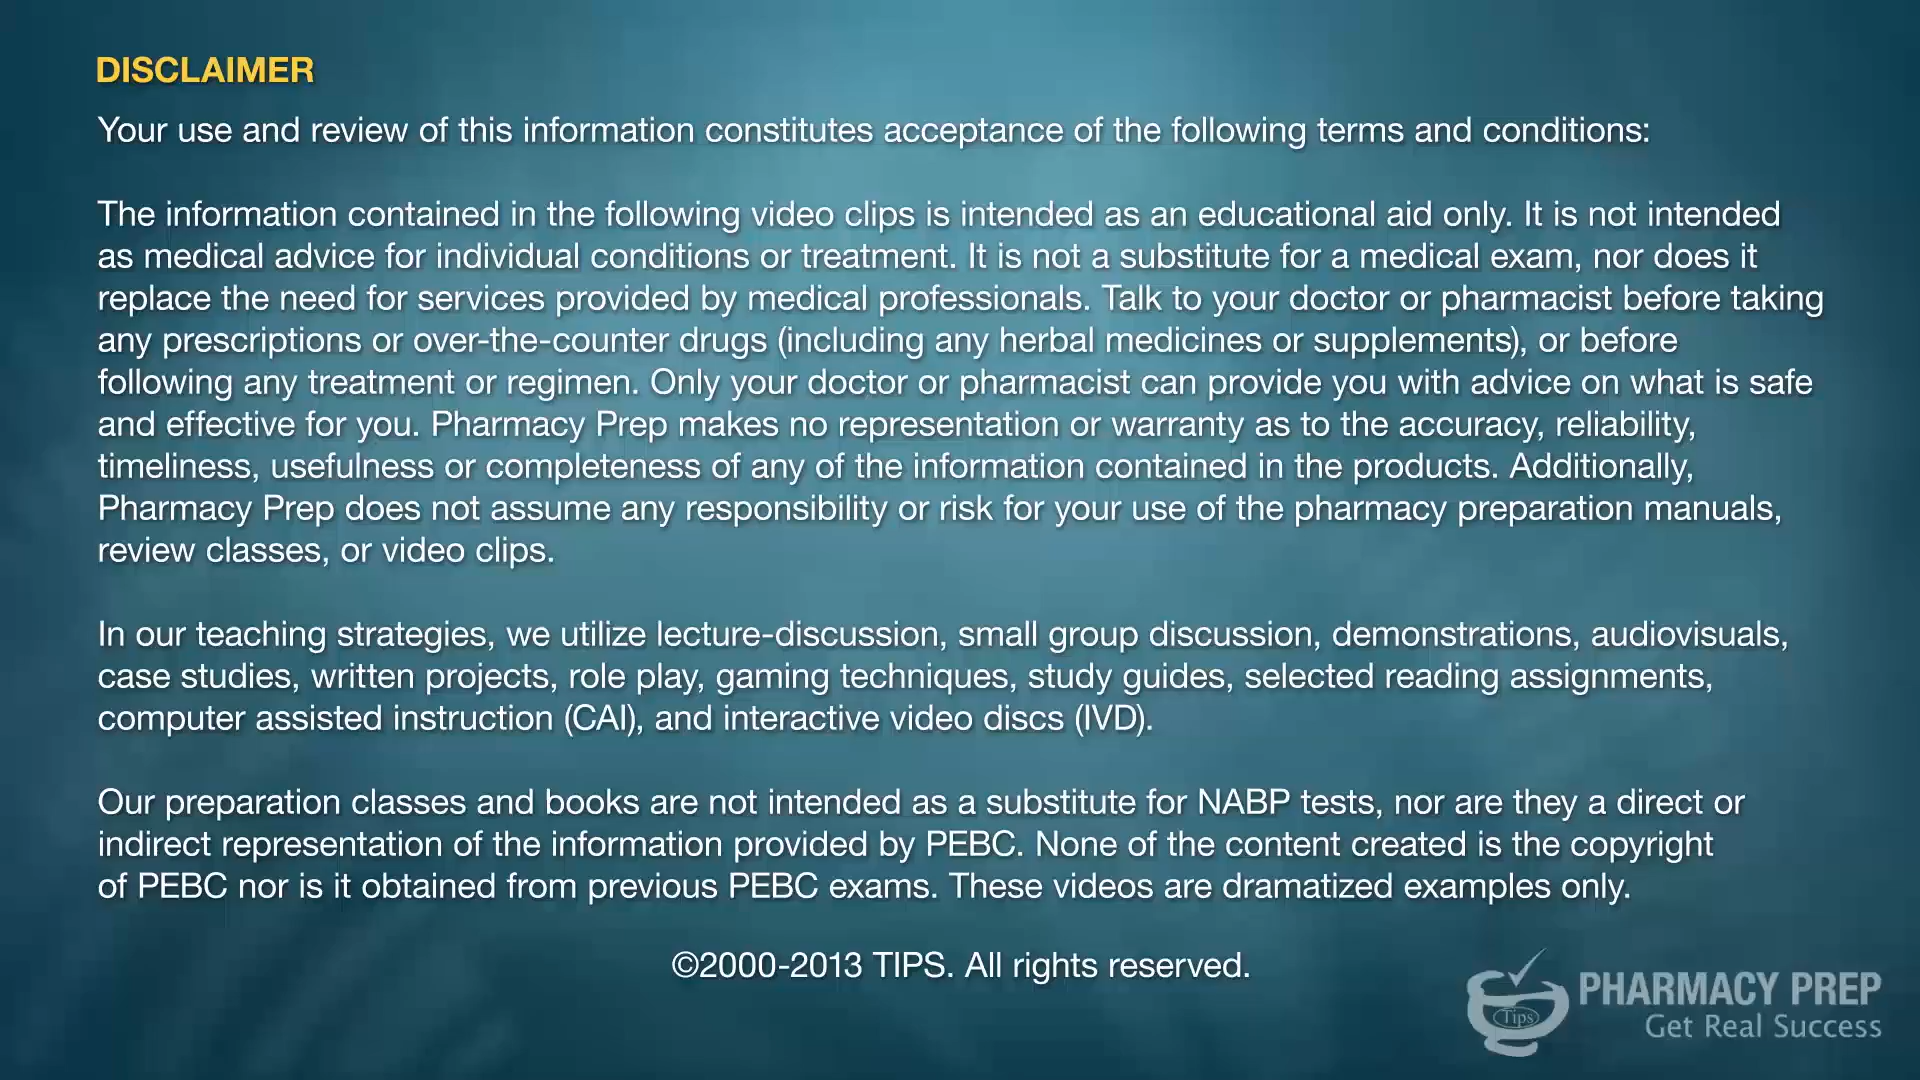 DISCLAIMER
Your use and review of this information constitutes acceptance of the following terms and conditions:
The information contained in the following video clips is intended as an educational aid only. It is not intended
as medical advice for individual conditions or treatment. It is not a substitute for a medical exam, nor does it
replace the need for services provided by medical professionals. Talk to your doctor or pharmacist before taking
any prescriptions or over-the-counter drugs (including any herbal medicines or supplements), or before
following any treatment or regimen. Only your doctor or pharmacist can provide you with advice on what is safe
and effective for you. Pharmacy Prep makes no representation or warranty as to the accuracy, reliability,
timeliness, usefulness or completeness of any of the information contained in the products. Additionally,
Pharmacy Prep does not assume any responsibility or risk for your use of the pharmacy preparation manuals,
review classes, or video clips.
In our teaching strategies, we utilize lecture-discussion, small group discussion, demonstrations, audiovisuals,
case studies, written projects, role play, gaming techniques, study guides, selected reading assignments,
computer assisted instruction (CAI), and interactive video discs (IVD).
Our preparation classes and books are not intended as a substitute for NABP tests, nor are they a direct or
indirect representation of the information provided by PEBC. None of the content created is the copyright
of PEBC nor is it obtained from previous PEBC exams. These videos are dramatized examples only.
©2000-2013 TIPS. All rights reserved.
Tips
PHARMACY PREP
Get Real Success